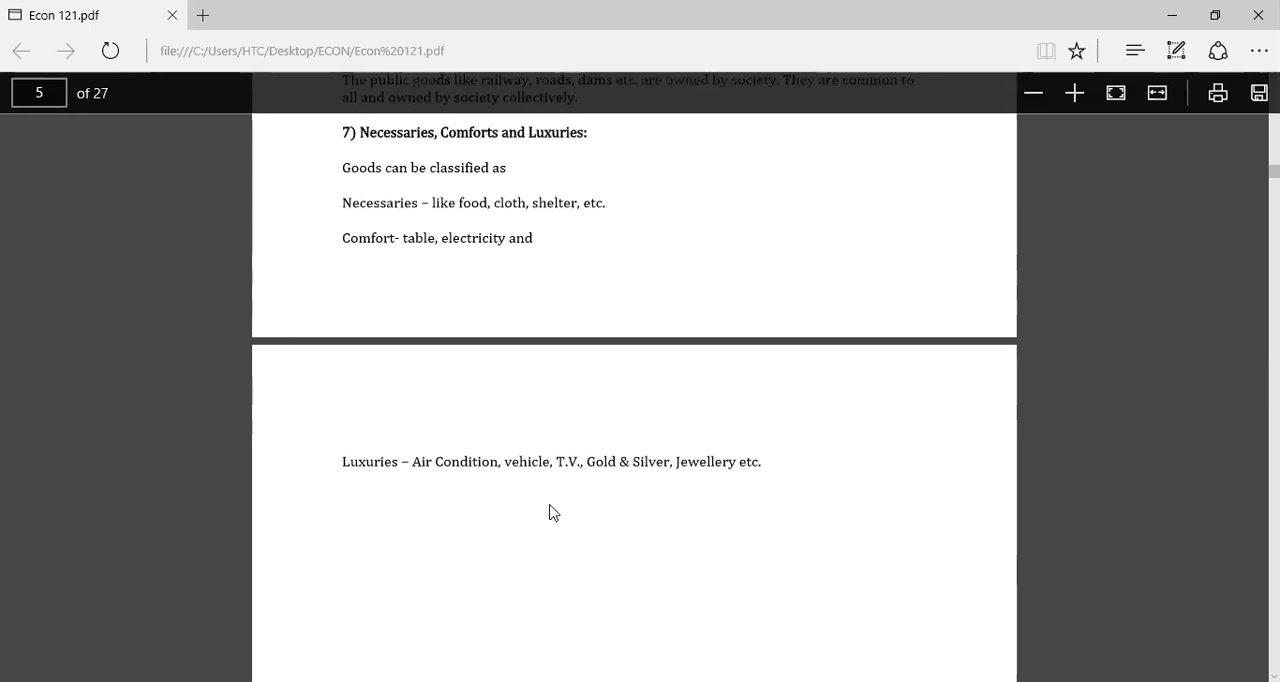 Econ 121.pdf
file:///C:/Users/HTC/Desktop/ECON/Econ%20121.pdf
The public goods like railway, roads, dams etc. are owned by society. They are common to
5 of 27
all and owned by society collectively.
7) Necessaries, Comforts and Luxuries:
Goods can be classified as
Necessaries – like food, cloth, shelter, etc.
Comfort- table, electricity and
Luxuries – Air Condition, vehicle, T.V., Gold & Silver, Jewellery etc.